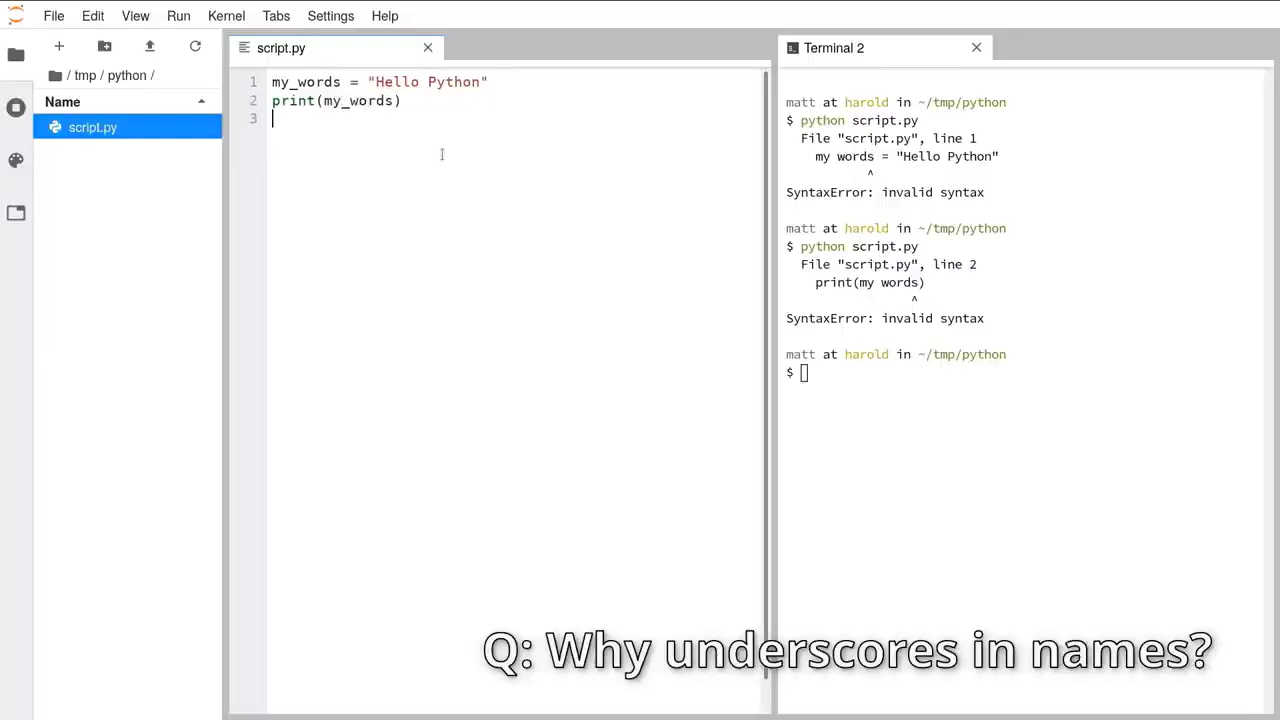 File Edit View Run Kernel Tabs Settings Help
/ tmp / python /
Name
script.py
script.py
1 my_words = "Hello Python"
2 print(my_words)
3
Terminal 2
matt at harold in ~/tmp/python
$ python script.py
File "script.py", line 1
my words = "Hello Python"
^
SyntaxError: invalid syntax
matt at harold in ~/tmp/python
$ python script.py
File "script.py", line 2
print(my words)
^
SyntaxError: invalid syntax
matt at harold in ~/tmp/python
$
Q: Why underscores in names?